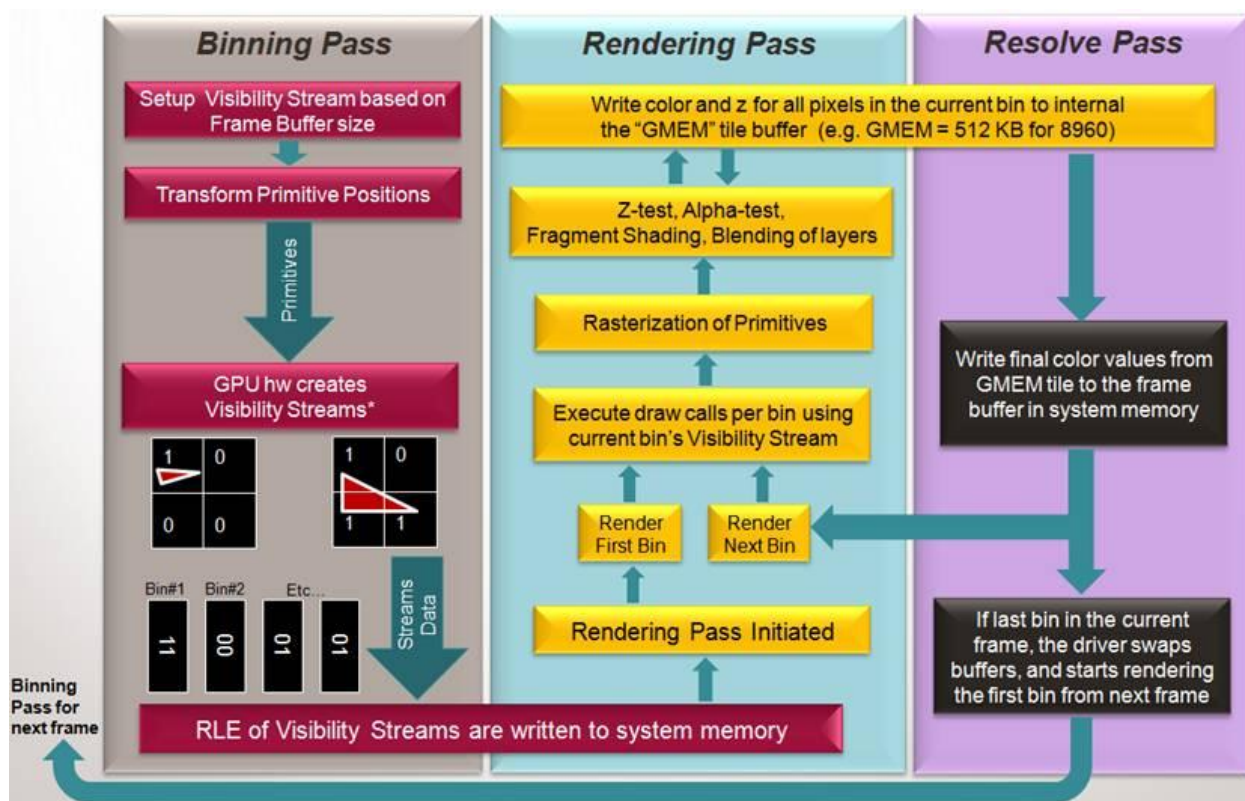 Binning Pass
Setup Visibility Stream based on
Frame Buffer size
Transform Primitive Positions
Primitives
GPU hw creates
Visibility Streams*
1 0
0 0
1 0
1 1
Bin#1 Bin#2 Etc...
11 00 01 01
Streams
Data
RLE of Visibility Streams are written to system memory
Binning
Pass for
next frame
Rendering Pass
Write color and z for all pixels in the current bin to internal
the “GMEM” tile buffer (e.g. GMEM = 512 KB for 8960)
Z-test, Alpha-test,
Fragment Shading, Blending of layers
Rasterization of Primitives
Execute draw calls per bin using
current bin’s Visibility Stream
Render
First Bin
Render
Next Bin
Rendering Pass Initiated
Resolve Pass
Write final color values from
GMEM tile to the frame
buffer in system memory
If last bin in the current
frame, the driver swaps
buffers, and starts rendering
the first bin from next frame